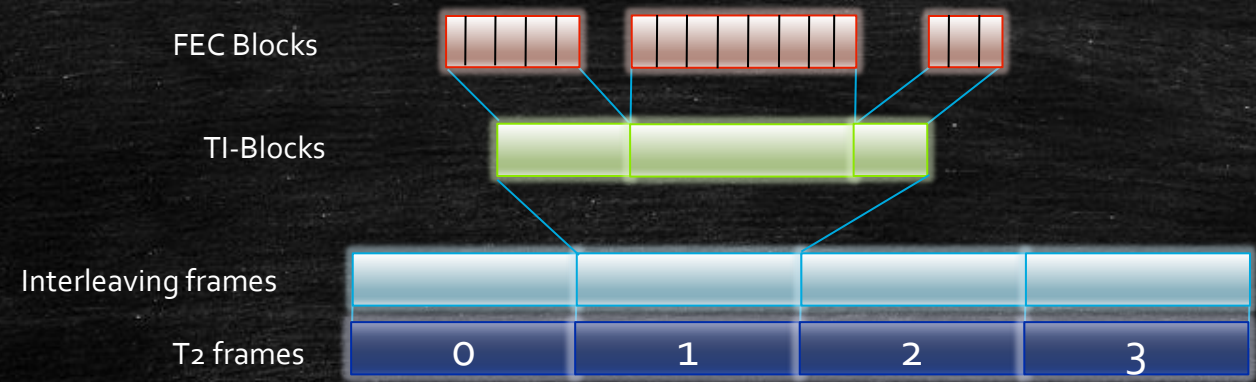 FEC Blocks
TI-Blocks
Interleaving frames
T2 frames
0
1
2
3